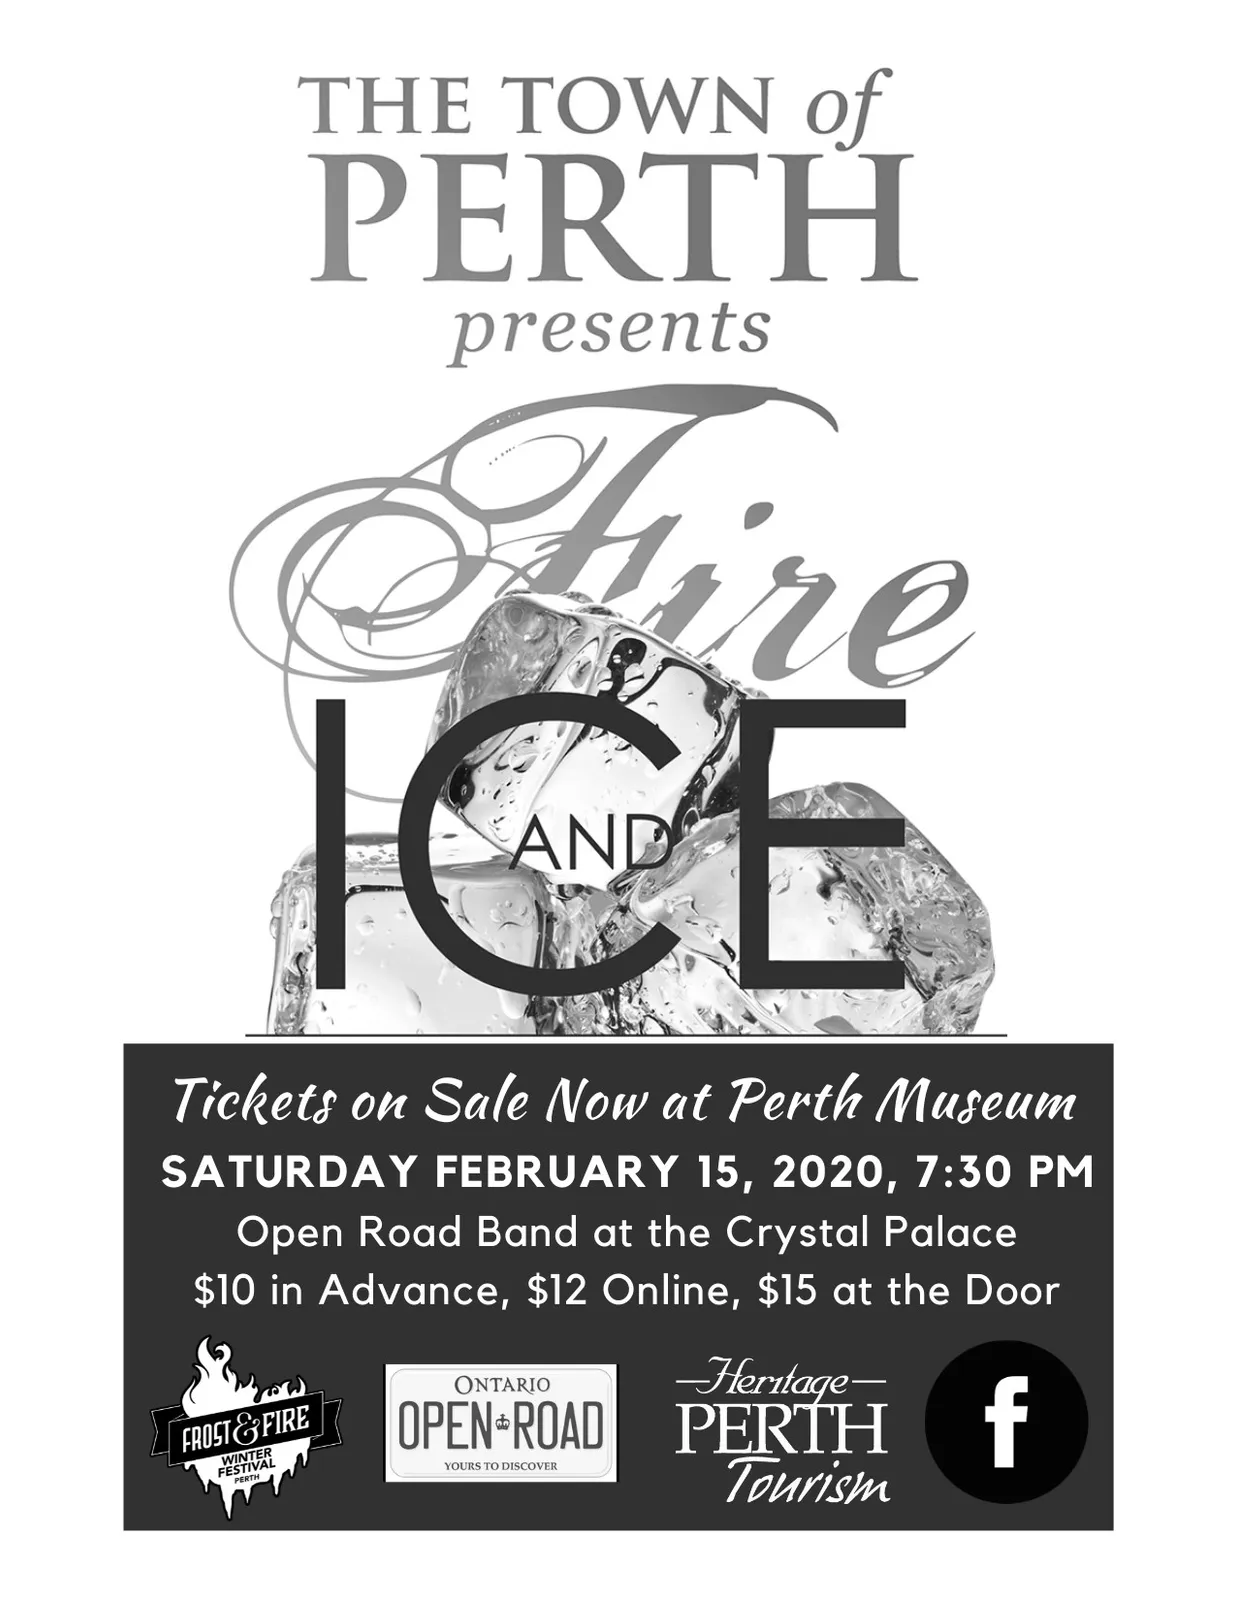 THE TOWN of
PERTH
presents
Fire
AND
ICE
Tickets on Sale Now at Perth Museum
SATURDAY FEBRUARY 15, 2020, 7:30 PM
Open Road Band at the Crystal Palace
$10 in Advance, $12 Online, $15 at the Door
FROST & FIRE
WINTER
FESTIVAL
PERTH
ONTARIO
OPEN ROAD
YOURS TO DISCOVER
Heritage
PERTH
Tourism
f